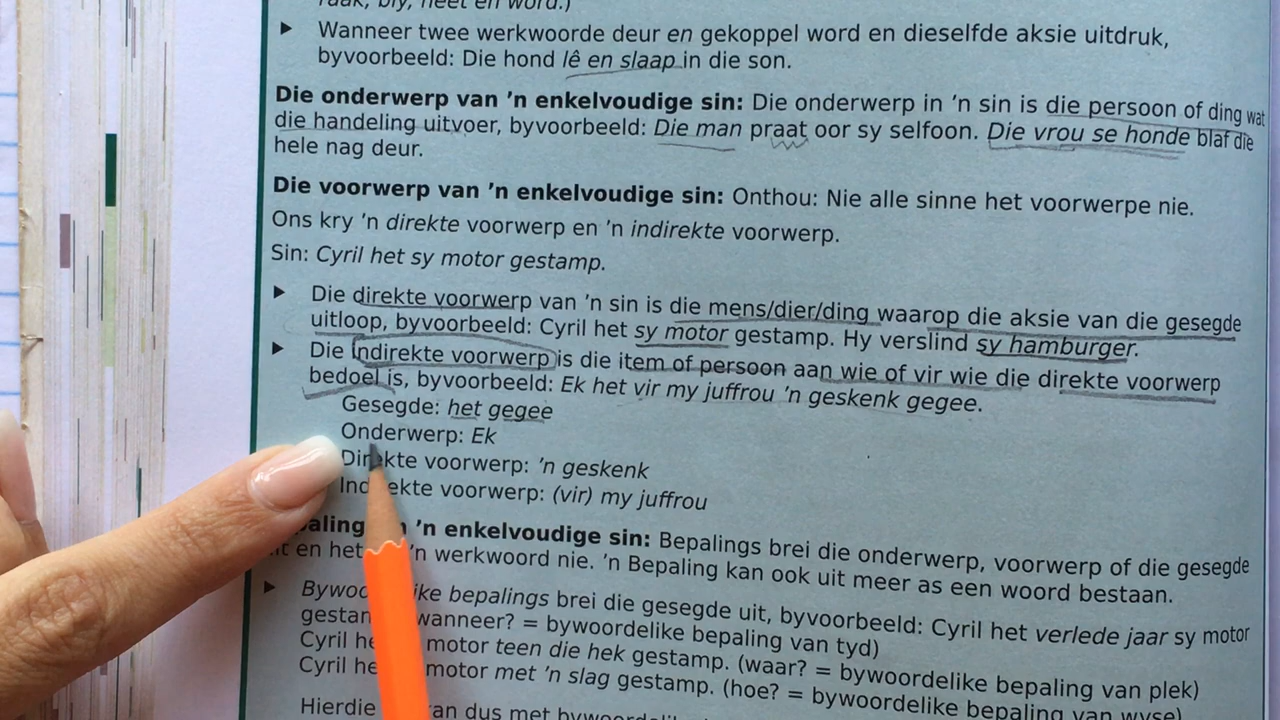 raak, bly, heet en word.)
▶ Wanneer twee werkwoorde deur en gekoppel word en dieselfde aksie uitdruk,
byvoorbeeld: Die hond lê en slaap in die son.
Die onderwerp van ’n enkelvoudige sin: Die onderwerp in ’n sin is die persoon of ding wat
die handeling uitvoer, byvoorbeeld: Die man praat oor sy selfoon. Die vrou se honde blaf die
hele nag deur.
Die voorwerp van ’n enkelvoudige sin: Onthou: Nie alle sinne het voorwerpe nie.
Ons kry ’n direkte voorwerp en ’n indirekte voorwerp.
Sin: Cyril het sy motor gestamp.
▶ Die direkte voorwerp van ’n sin is die mens/dier/ding waarop die aksie van die gesegde
uitloop, byvoorbeeld: Cyril het sy motor gestamp. Hy verslind sy hamburger.
▶ Die indirekte voorwerp is die item of persoon aan wie of vir wie die direkte voorwerp
bedoel is, byvoorbeeld: Ek het vir my juffrou ’n geskenk gegee.
Gesegde: het gegee
Onderwerp: Ek
Direkte voorwerp: ’n geskenk
Indirekte voorwerp: (vir) my juffrou
’n enkelvoudige sin: Bepalings brei die onderwerp, voorwerp of die gesegde
en het ’n werkwoord nie. ’n Bepaling kan ook uit meer as een woord bestaan.
▶ bepalings brei die gesegde uit, byvoorbeeld: Cyril het verlede jaar sy motor
wanneer? = bywoordelike bepaling van tyd)
Cyril motor teen die hek gestamp. (waar? = bywoordelike bepaling van plek)
Cyril motor met ’n slag gestamp. (hoe? = bywoordelike bepaling van wyse)
Hierdie dus met